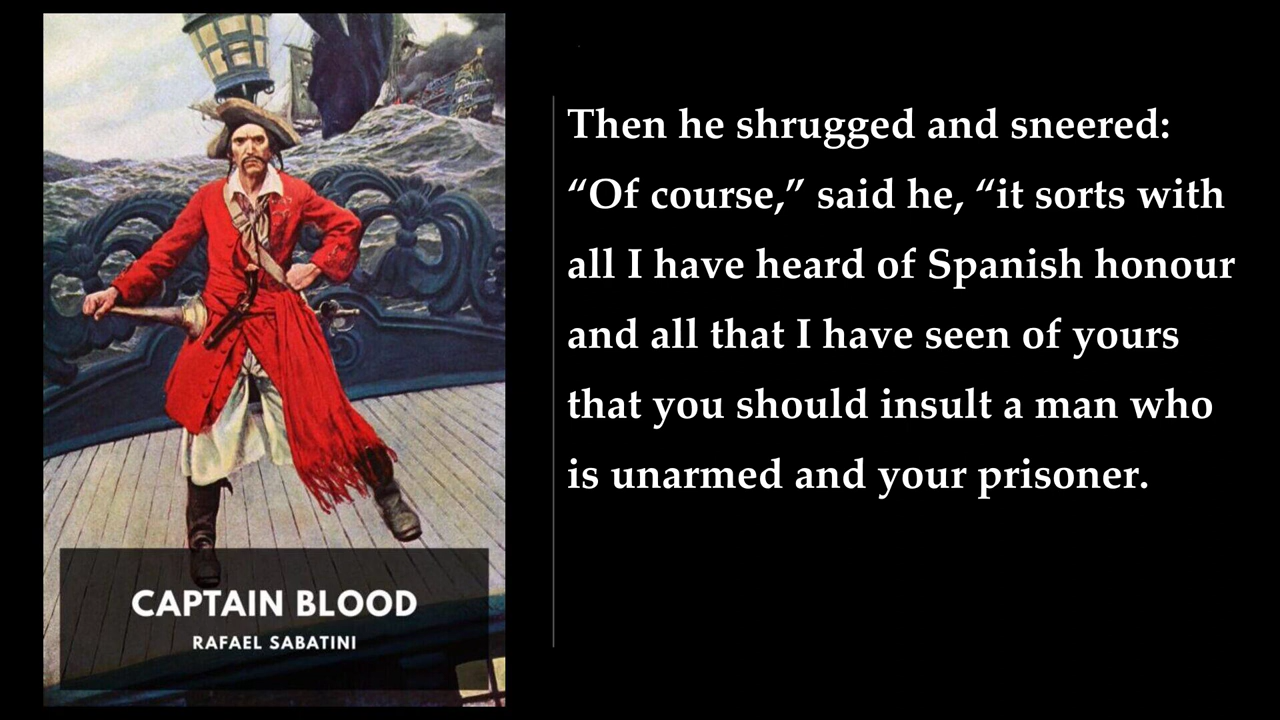 CAPTAIN BLOOD
RAFAEL SABATINI
Then he shrugged and sneered:
“Of course,” said he, “it sorts with
all I have heard of Spanish honour
and all that I have seen of yours
that you should insult a man who
is unarmed and your prisoner.